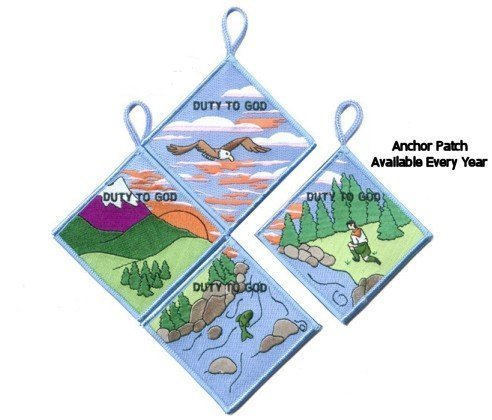 DUTY TO GOD
DUTY TO GOD
DUTY TO GOD
DUTY TO GOD
Anchor Patch
Available Every Year